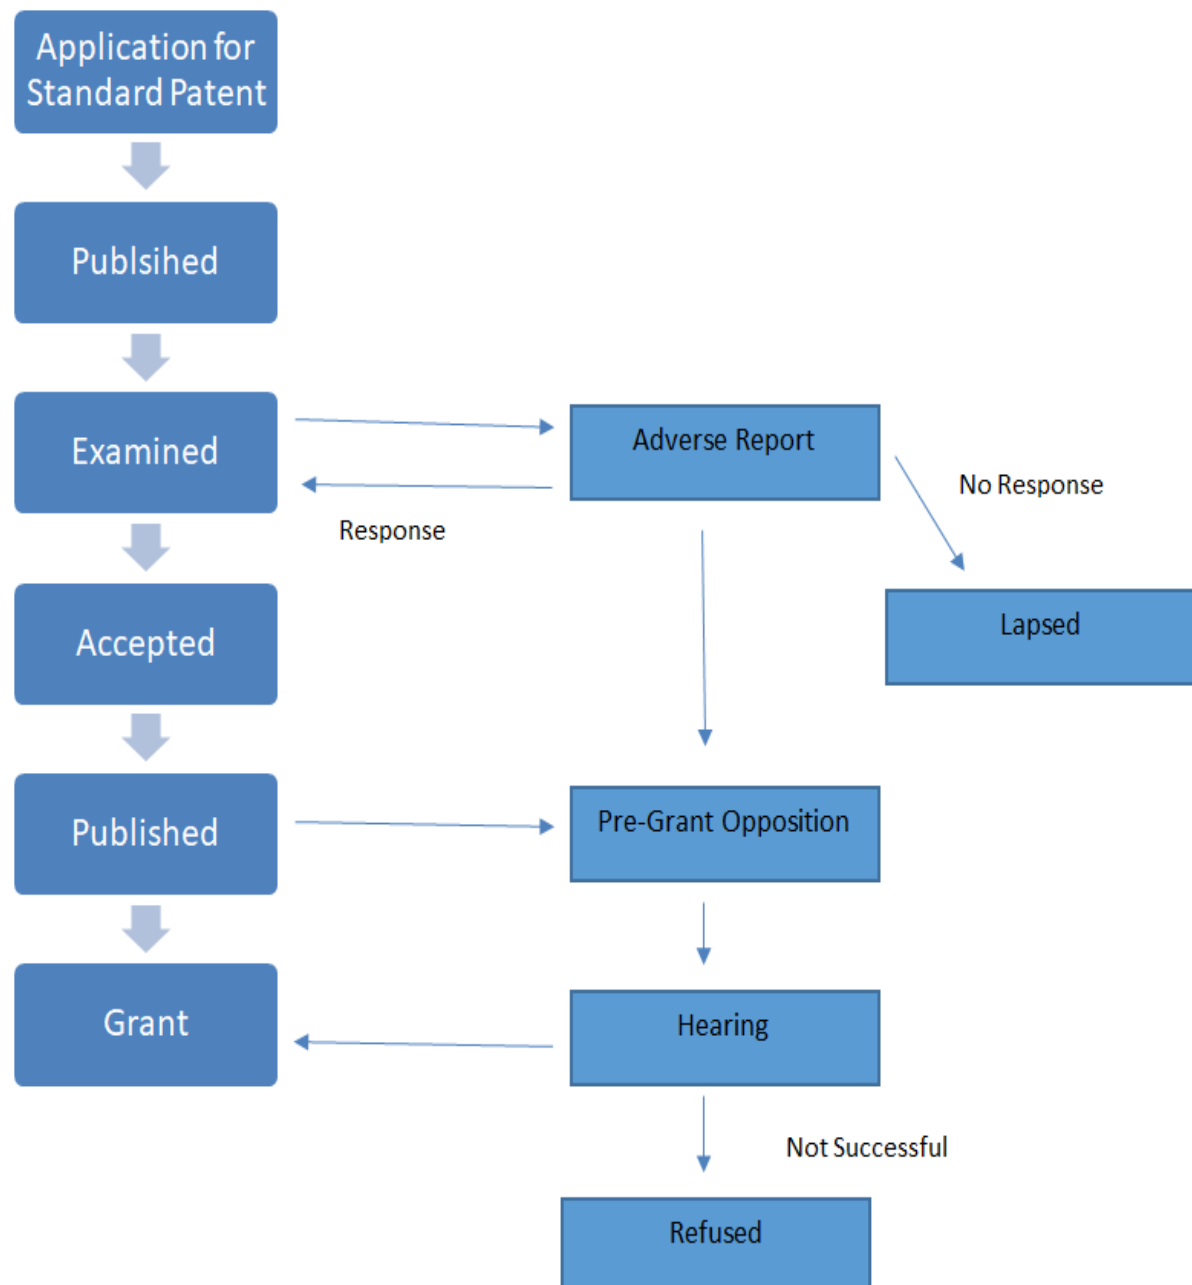 Application for
Standard Patent
Publsihed
Examined
Adverse Report
No Response
Response
Lapsed
Accepted
Published
Pre-Grant Opposition
Grant
Hearing
Not Successful
Refused